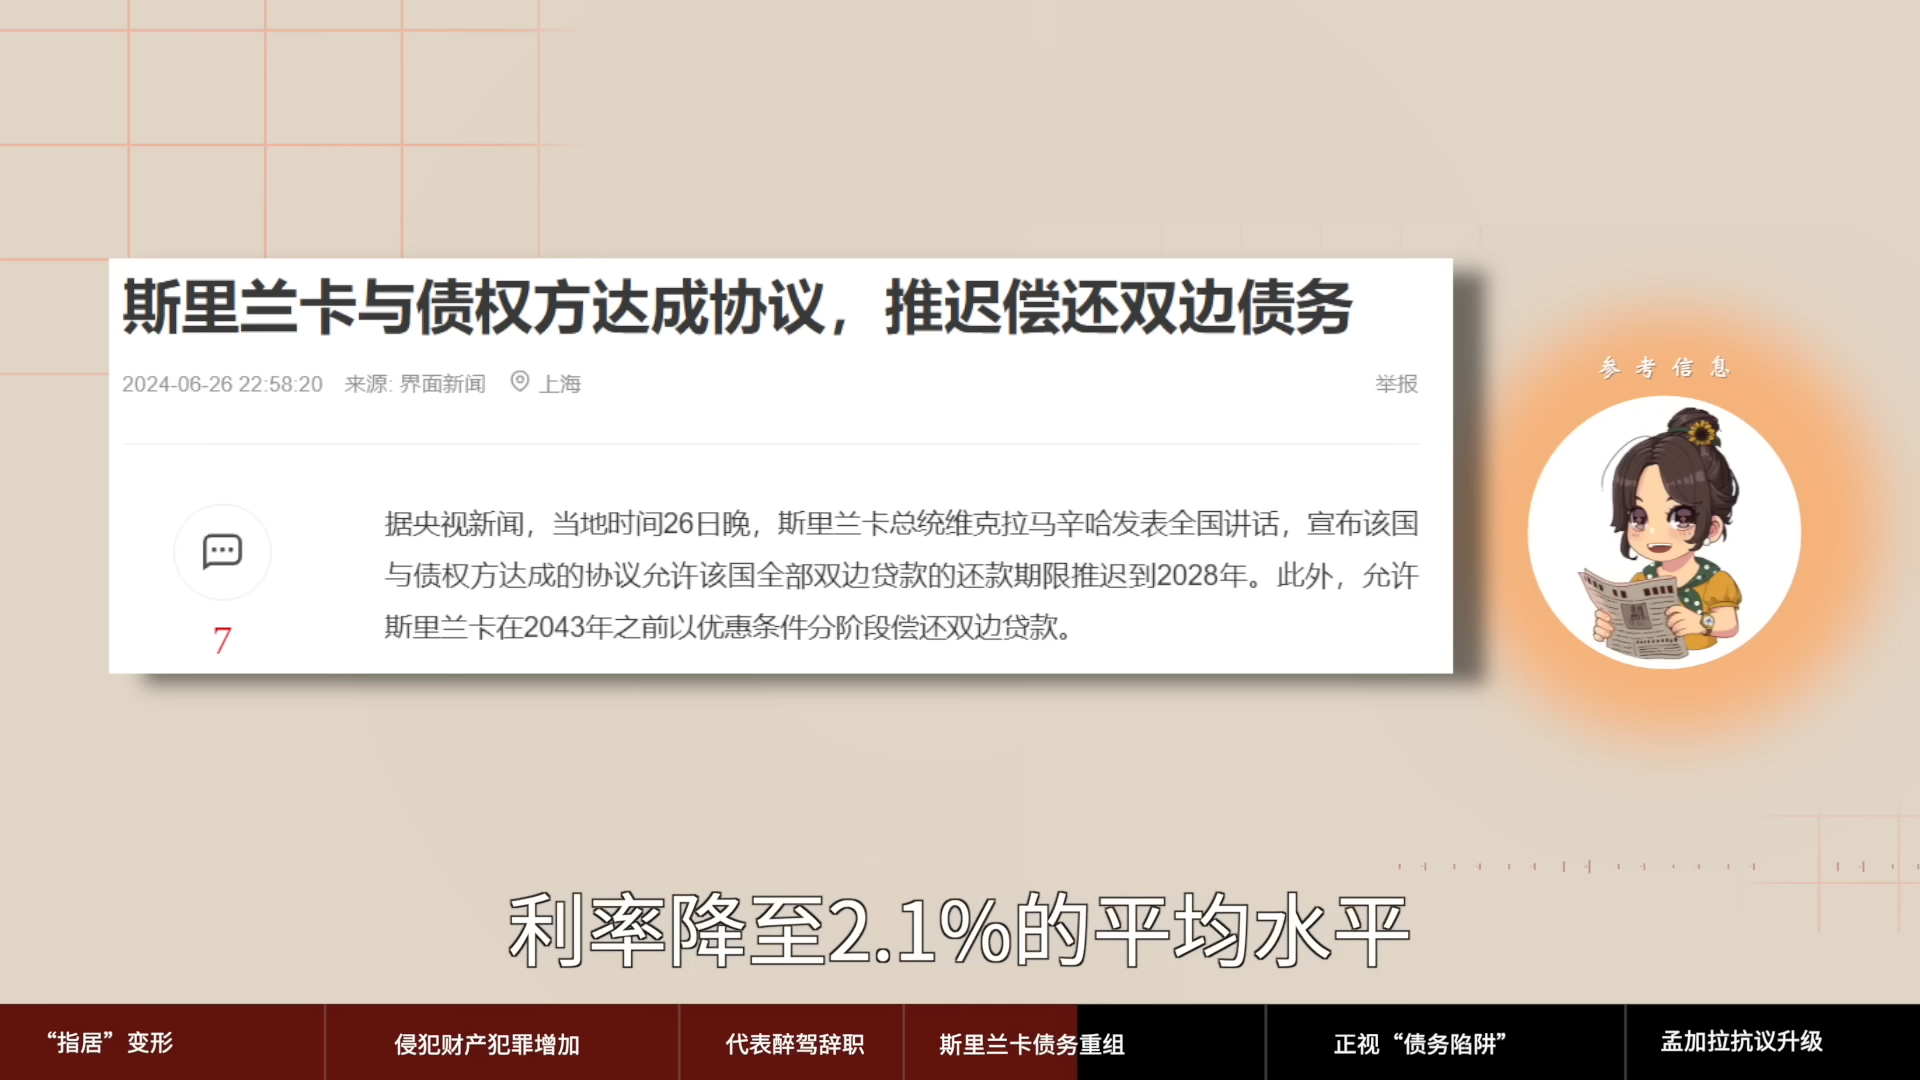 斯里兰卡与债权方达成协议，推迟偿还双边债务
2024-06-26 22:58:20 来源: 界面新闻 上海 举报
参考信息
据央视新闻，当地时间26日晚，斯里兰卡总统维克拉马辛哈发表全国讲话，宣布该国
与债权方达成的协议允许该国全部双边贷款的还款期限推迟到2028年。此外，允许
斯里兰卡在2043年之前以优惠条件分阶段偿还双边贷款。
7
利率降至2.1%的平均水平
“指居”变形
侵犯财产犯罪增加
代表醉驾辞职
斯里兰卡债务重组
正视“债务陷阱”
孟加拉抗议升级